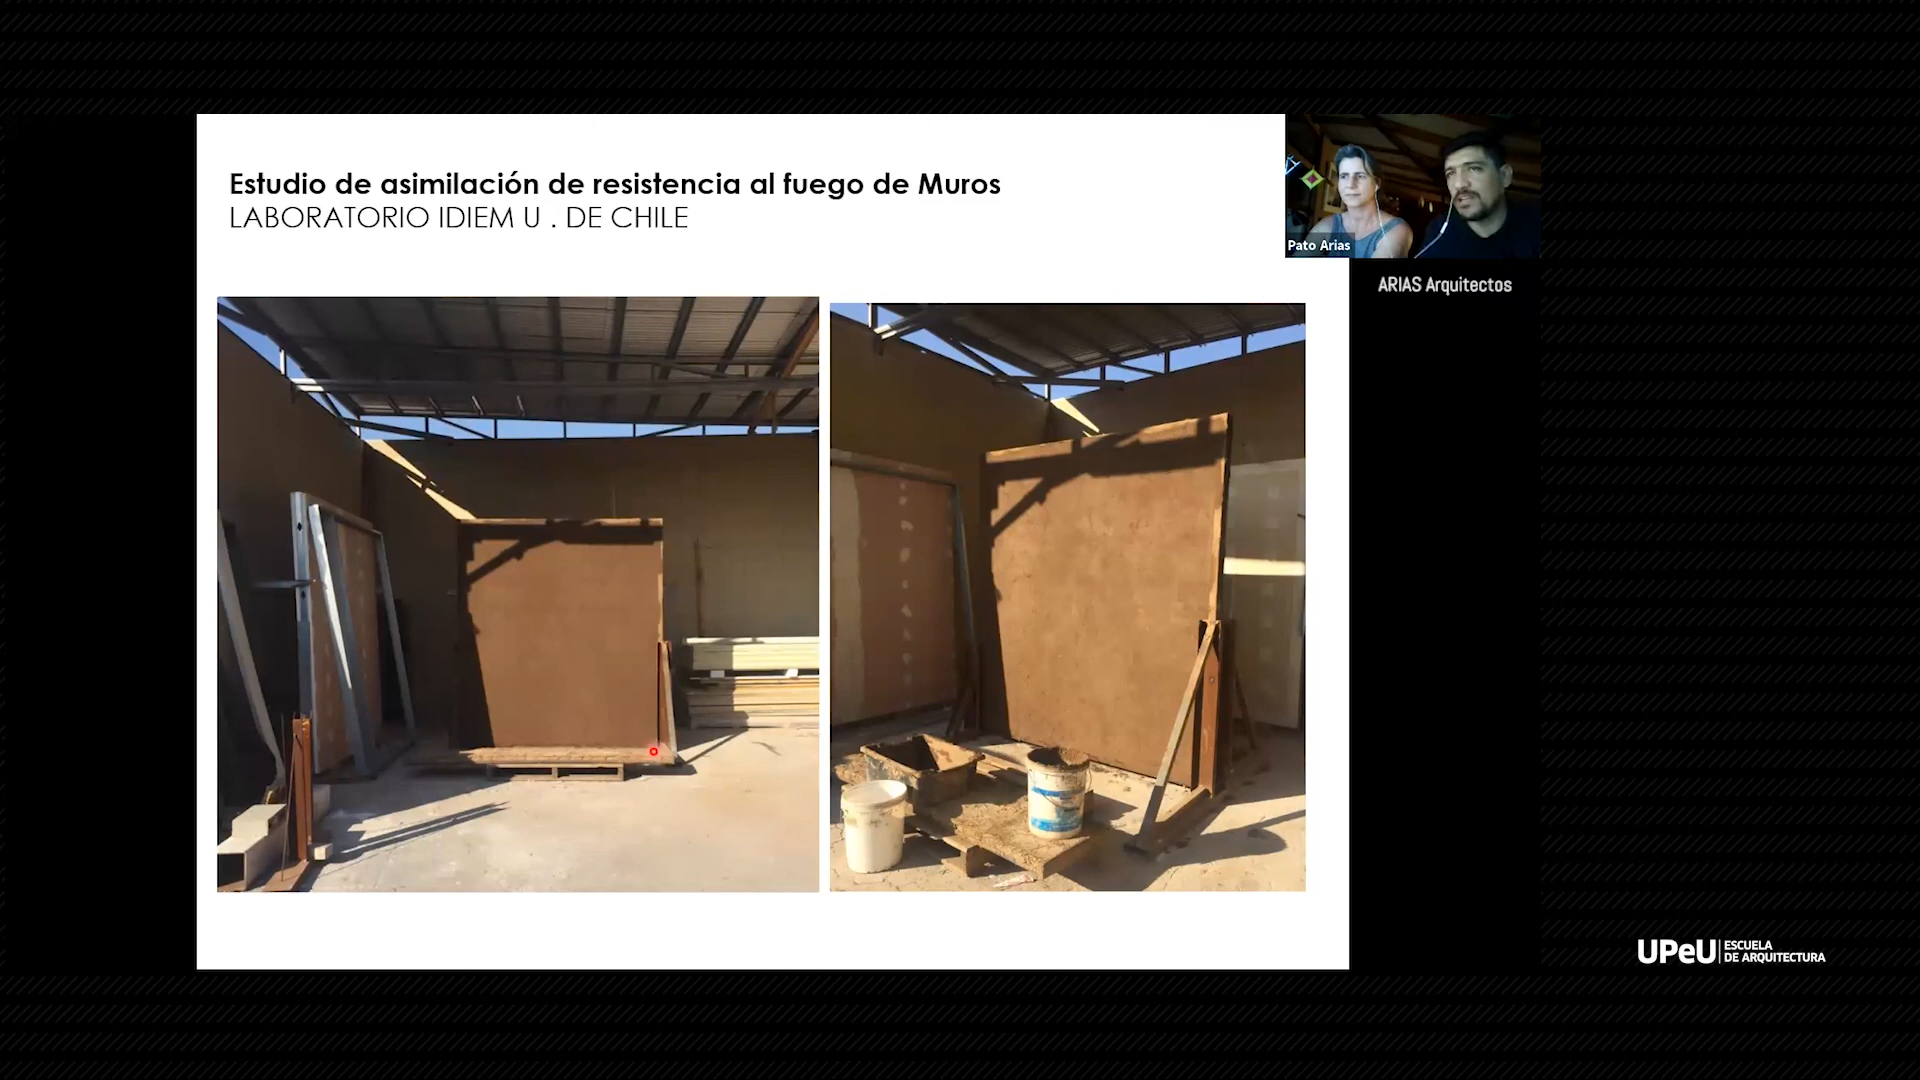 Estudio de asimilación de resistencia al fuego de Muros
LABORATORIO IDIEM U . DE CHILE
Pato Arias
ARIAS Arquitectos
UPeU ESCUELA
DE ARQUITECTURA